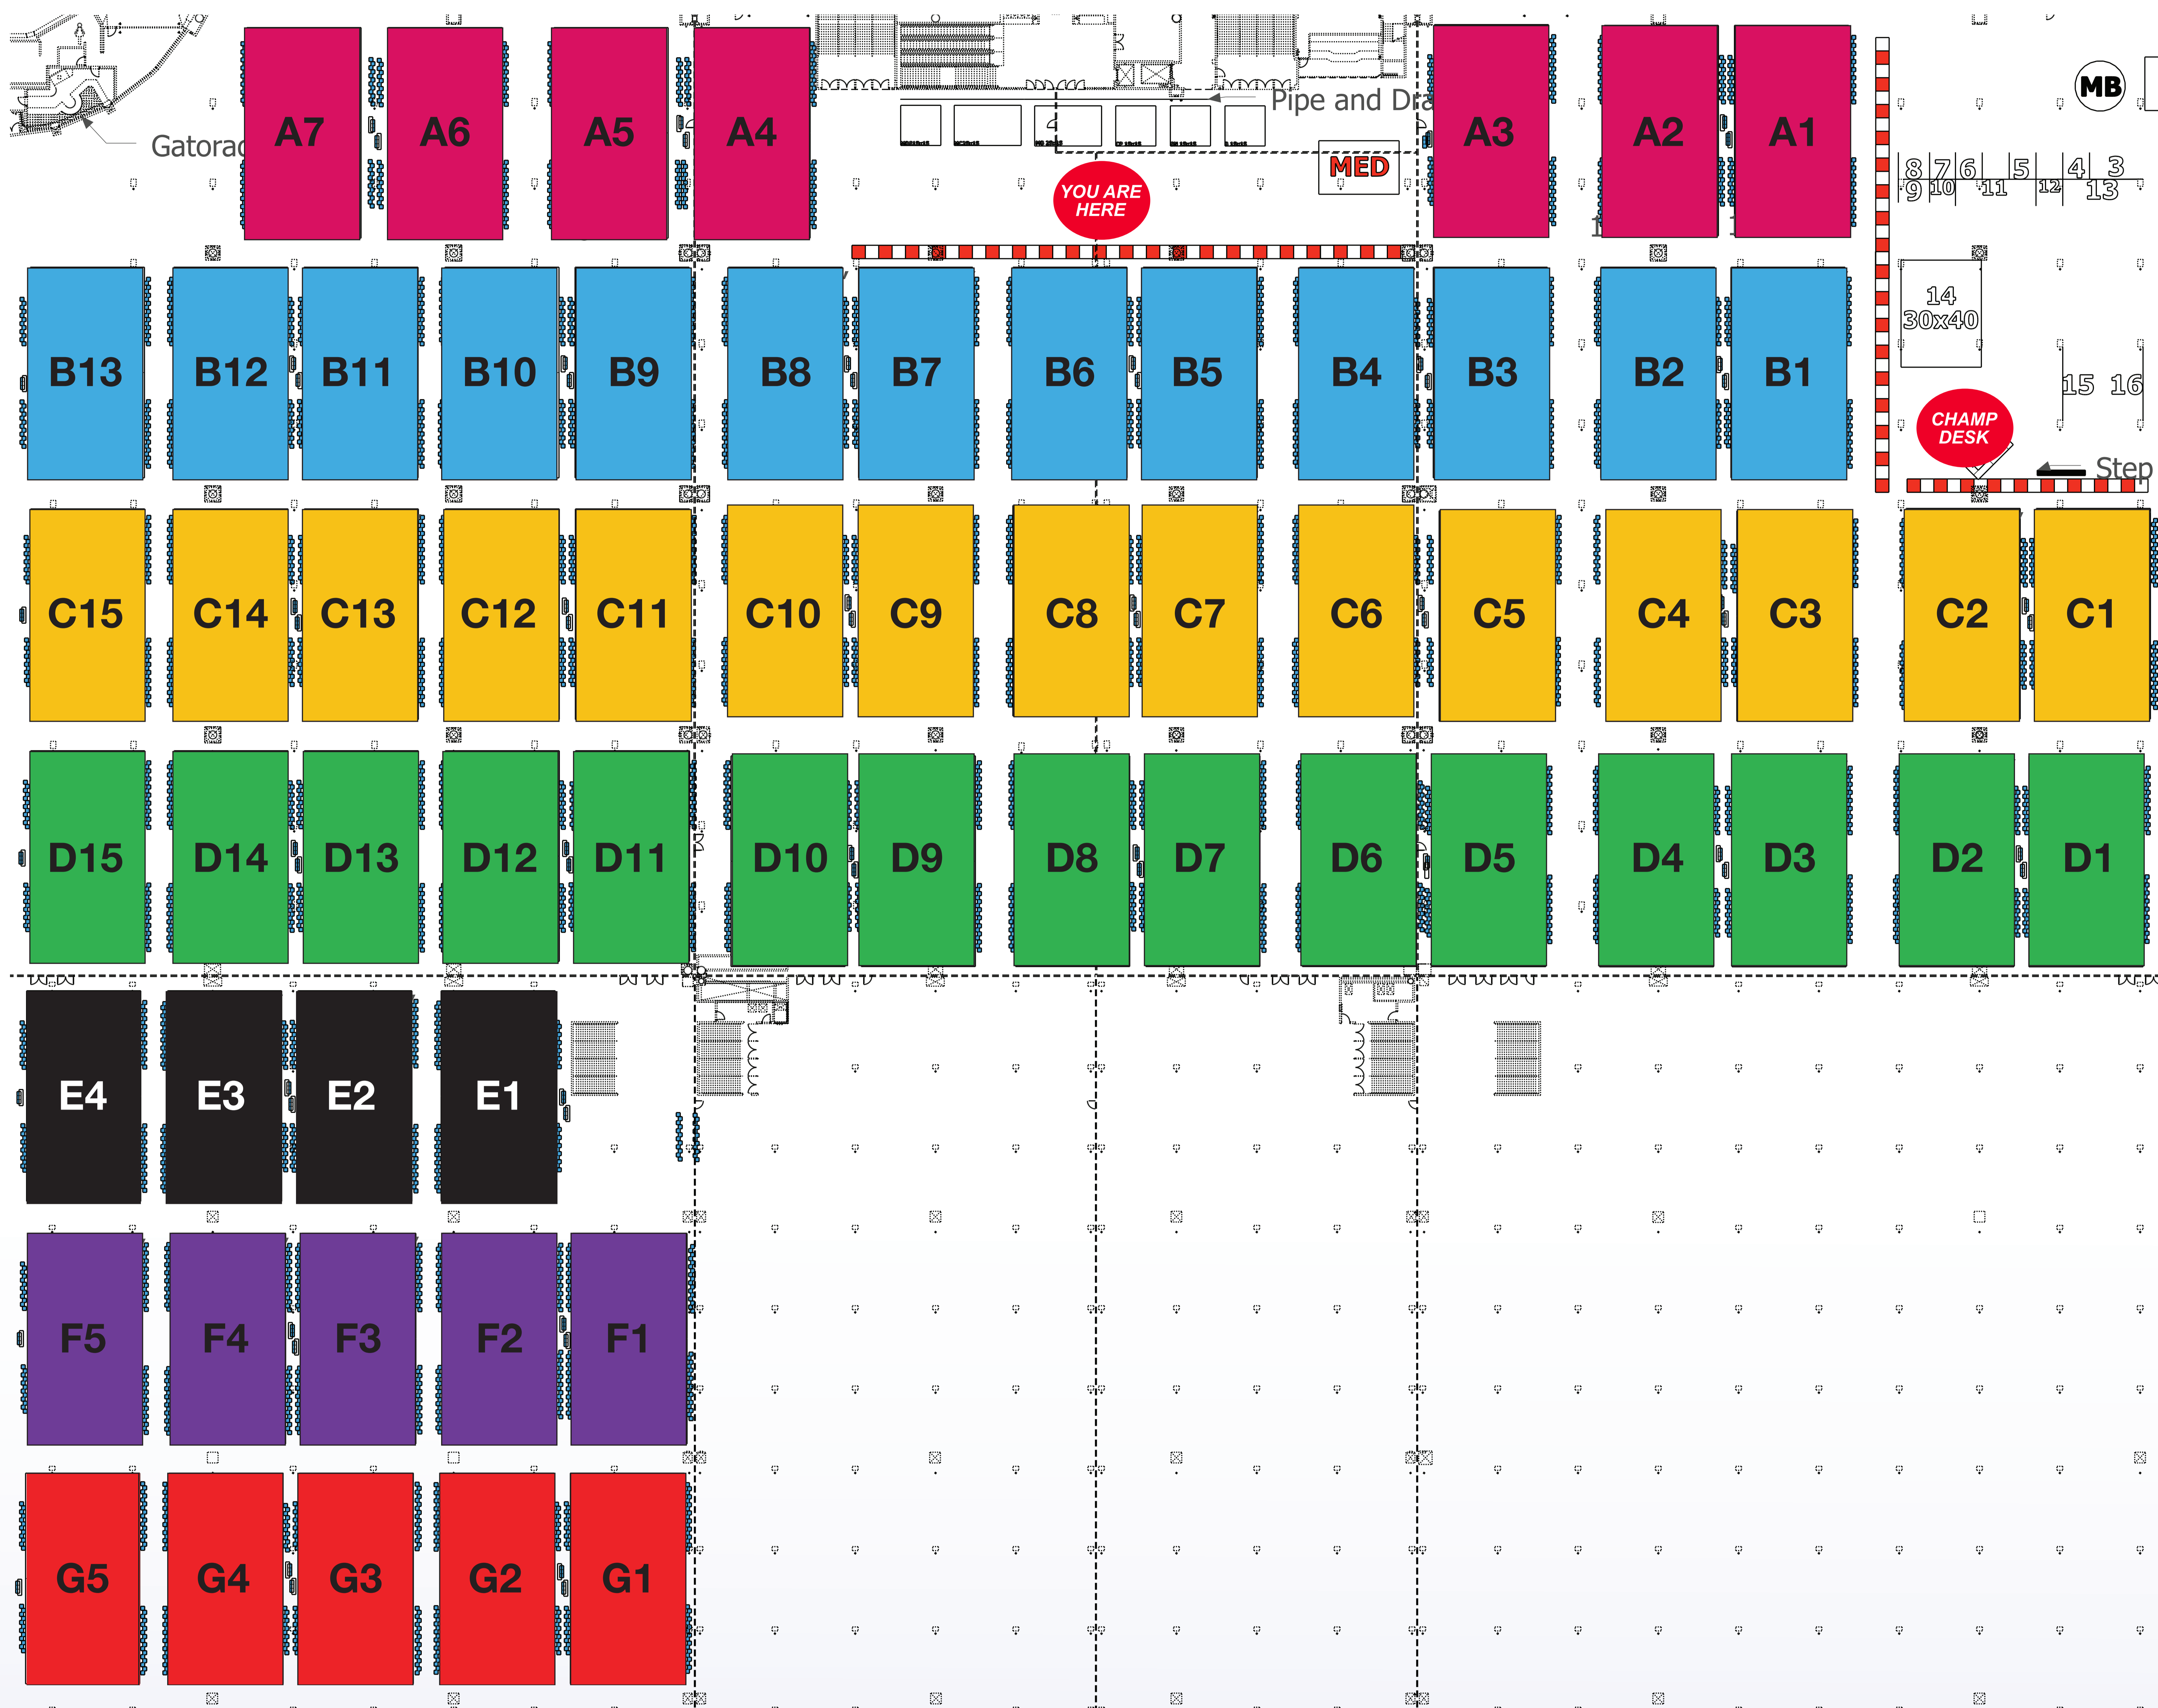 MB
Pipe and Dra
Gatorad
A7 A6 A5 A4 A3 A2 A1
MED
YOU ARE
HERE
8 7 6 5 4 3
9 10 11 12 13
14
30x40
B13 B12 B11 B10 B9 B8 B7 B6 B5 B4 B3 B2 B1
15 16
CHAMP
DESK
Step
C15 C14 C13 C12 C11 C10 C9 C8 C7 C6 C5 C4 C3 C2 C1
D15 D14 D13 D12 D11 D10 D9 D8 D7 D6 D5 D4 D3 D2 D1
E4 E3 E2 E1
F5 F4 F3 F2 F1
G5 G4 G3 G2 G1